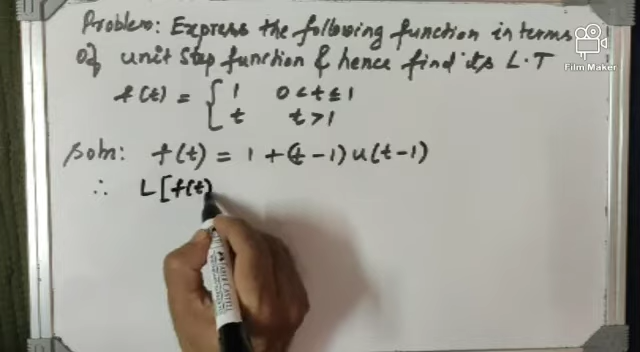 Problem: Express the following function in terms
Of unit step function & hence find its L.T
Film Maker
f(t) = { 1 0<t≤1
t t>1
Soln: f(t) = 1 + (t-1) u(t-1)
∴ L[f(t)